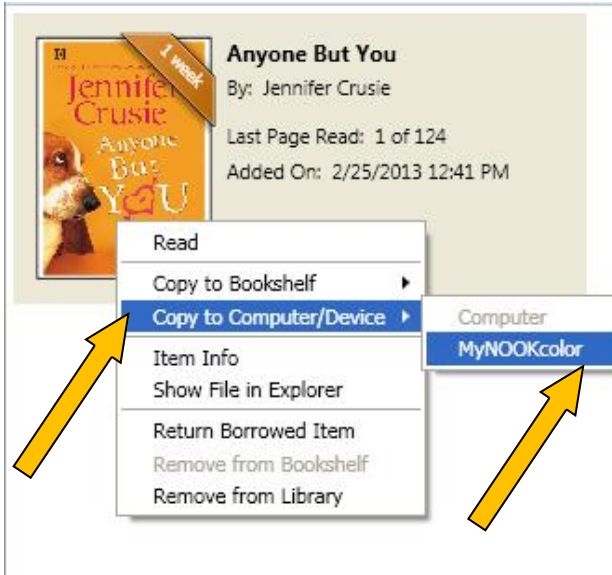 1 week
Jennifer
Crusie
Anyone
But
YOU
Anyone But You
By: Jennifer Crusie
Last Page Read: 1 of 124
Added On: 2/25/2013 12:41 PM
Read
Copy to Bookshelf
Copy to Computer/Device
Computer
MyNOOKcolor
Item Info
Show File in Explorer
Return Borrowed Item
Remove from Bookshelf
Remove from Library